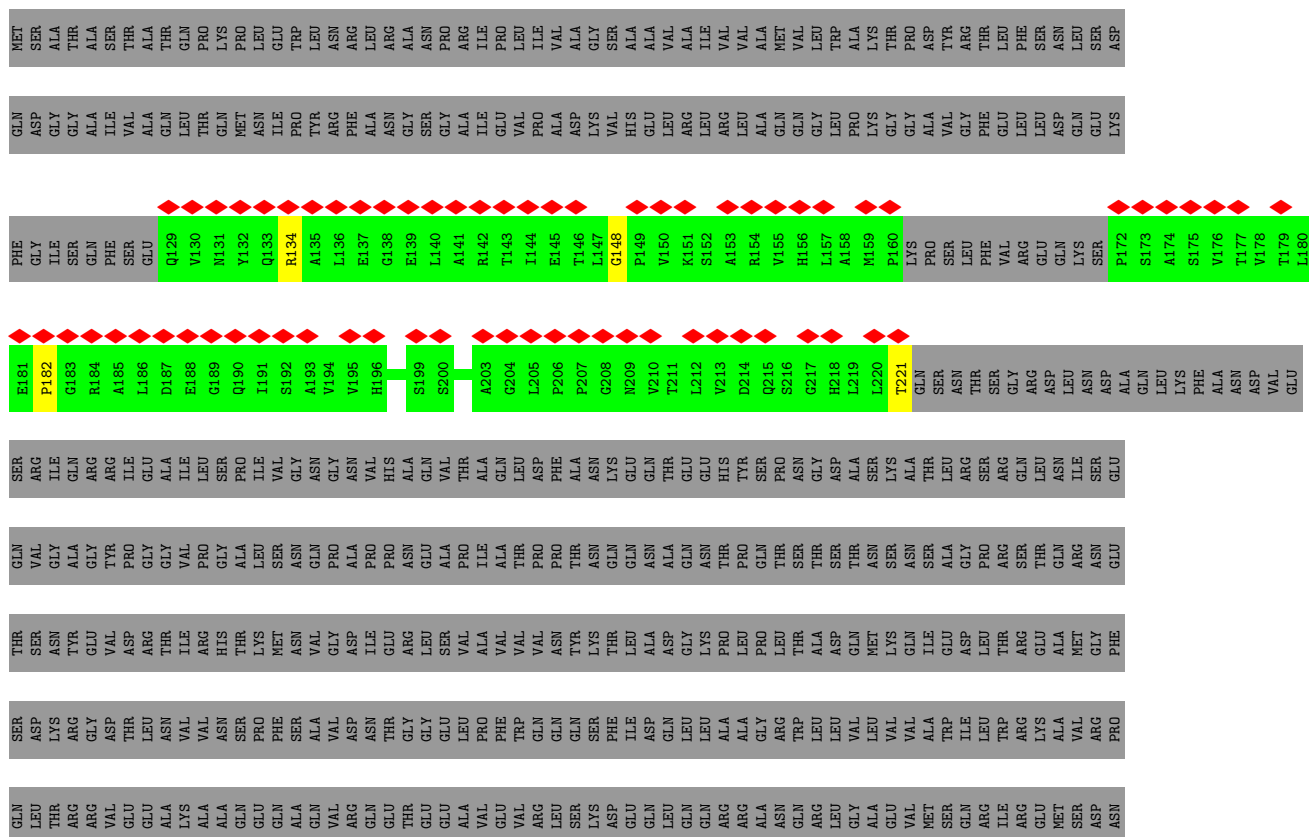 MET SER ALA THR ALA SER THR ALA THR GLN PRO LYS PRO LEU GLU TRP LEU ASN ARG LEU ARG ALA ASN PRO ARG ILE PRO LEU ILE VAL ALA GLY SER ALA ALA VAL ALA ILE VAL VAL ALA MET VAL LEU TRP ALA LYS THR PRO ASP TYR ARG THR LEU PHE SER ASN LEU SER ASP
GLN ASP GLY GLY ALA ILE VAL ALA GLN LEU THR GLN MET ASN ILE PRO TYR ARG PHE ALA ASN GLY SER GLY ALA ILE GLU VAL PRO ALA ASP LYS VAL HIS GLU LEU ARG LEU ARG LEU ALA GLN GLN GLY LEU PRO LYS GLY GLY ALA VAL GLY PHE GLU LEU LEU ASP GLN GLU LYS
PHE GLY ILE SER GLN PHE SER GLU Q129 V130 N131 Y132 Q133 R134 A135 L136 E137 G138 E139 L140 A141 R142 T143 I144 E145 T146 L147 G148 P149 V150 K151 S152 A153 R154 V155 H156 L157 A158 M159 P160 LYS PRO SER LEU PHE VAL ARG GLU GLN LYS SER P172 S173 A174 S175 V176 T177 V178 T179 L180
E181 P182 G183 R184 A185 L186 D187 E188 G189 Q190 I191 S192 A193 V194 V195 H196 S199 S200 A203 G204 L205 P206 P207 G208 N209 V210 T211 L212 V213 D214 Q215 S216 G217 H218 L219 L220 T221 GLN SER ASN THR SER GLY ARG ASP LEU ASN ASP ALA GLN LEU LYS PHE ALA ASN ASP VAL GLU
SER ARG ILE GLN ARG ARG ILE GLU ALA ILE LEU SER PRO ILE VAL GLY ASN GLY ASN VAL HIS ALA GLN VAL THR ALA GLN LEU ASP PHE ALA ASN LYS GLU GLN THR GLU GLU HIS TYR SER PRO ASN GLY ASP ALA SER LYS ALA THR LEU ARG SER ARG GLN LEU ASN ILE SER GLU
GLN VAL GLY ALA GLY TYR PRO GLY GLY VAL PRO GLY ALA LEU SER ASN GLN PRO ALA PRO PRO ASN GLU ALA PRO ILE ALA THR PRO PRO THR ASN GLN GLN ASN ALA GLN ASN THR PRO GLN THR SER THR SER THR ASN SER ASN SER ALA GLY PRO ARG SER THR GLN ARG ASN GLU
THR SER ASN TYR GLU VAL ASP ARG THR ILE ARG HIS THR LYS MET ASN VAL GLY ASP ILE GLU ARG LEU SER VAL ALA VAL VAL VAL ASN TYR LYS THR LEU ALA ASP GLY LYS PRO LEU PRO LEU THR ALA ASP GLN MET LYS GLN ILE GLU ASP LEU THR ARG GLU ALA MET GLY PHE
SER ASP LYS ARG GLY ASP THR LEU ASN VAL VAL ASN SER PRO PHE SER ALA VAL ASP ASN THR GLY GLY GLU LEU PRO PHE TRP GLN GLN GLN SER PHE ILE ASP GLN LEU LEU ALA ALA GLY ARG TRP LEU LEU VAL LEU VAL VAL ALA TRP ILE LEU TRP ARG LYS ALA VAL ARG PRO
GLN LEU THR ARG ARG VAL GLU GLU ALA LYS ALA ALA GLN GLU GLN ALA GLN VAL ARG GLN GLU THR GLU GLU ALA VAL GLU VAL ARG LEU SER LYS ASP GLU GLN LEU GLN GLN ARG ARG ALA ASN GLN ARG LEU GLY ALA GLU VAL MET SER GLN ARG ILE ARG GLU MET SER ASP ASN